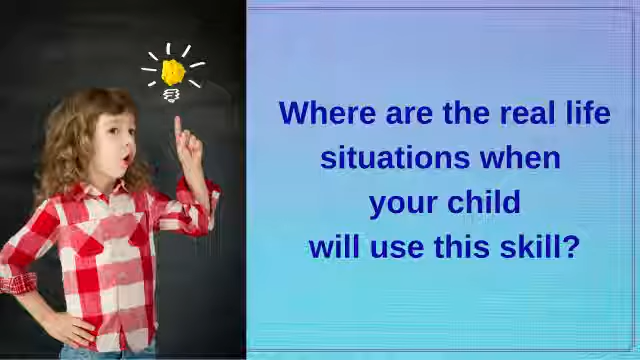 Where are the real life
situations when
your child
will use this skill?